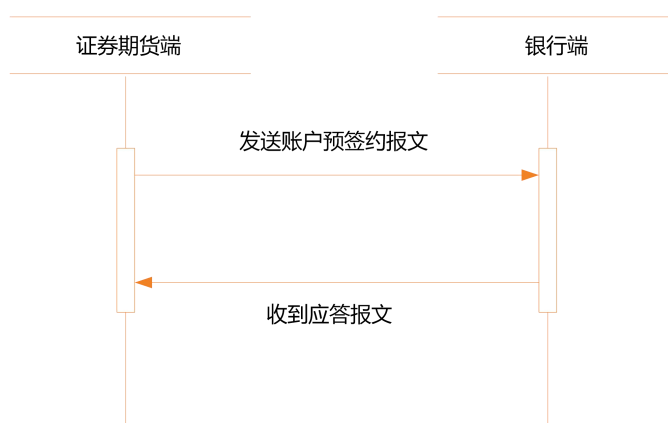 证券期货端
银行端
发送账户预签约报文
收到应答报文